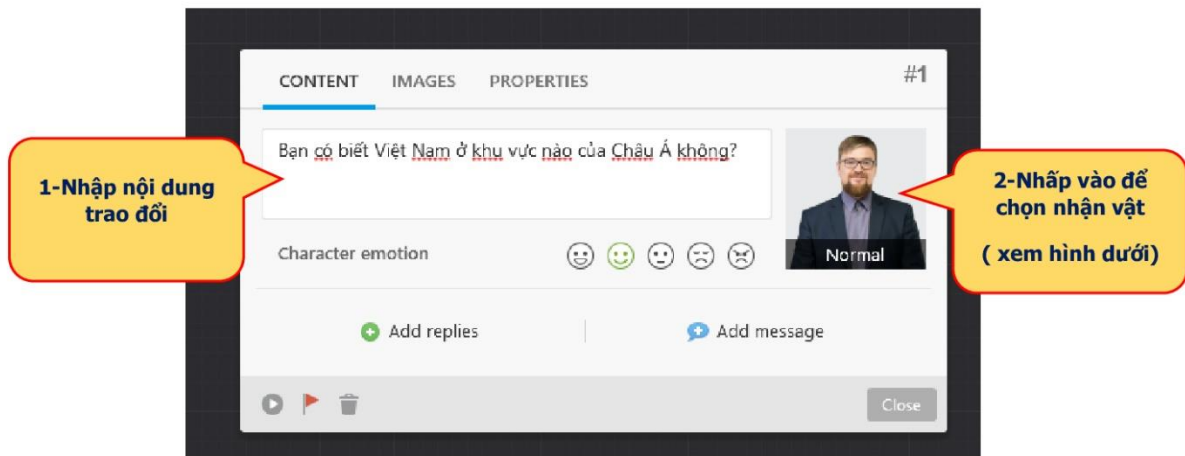 CONTENT IMAGES PROPERTIES #1
Bạn có biết Việt Nam ở khu vực nào của Châu Á không?
1-Nhập nội dung
trao đổi
2-Nhấp vào để
chọn nhận vật
( xem hình dưới)
Character emotion
Normal
Add replies
Add message
Close